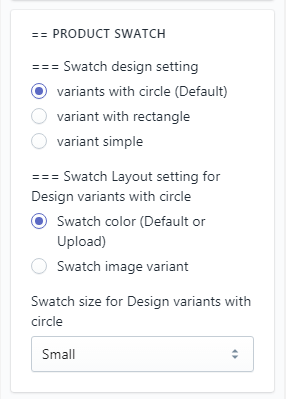 == PRODUCT SWATCH
=== Swatch design setting
variants with circle (Default)
variant with rectangle
variant simple
=== Swatch Layout setting for
Design variants with circle
Swatch color (Default or
Upload)
Swatch image variant
Swatch size for Design variants with
circle
Small